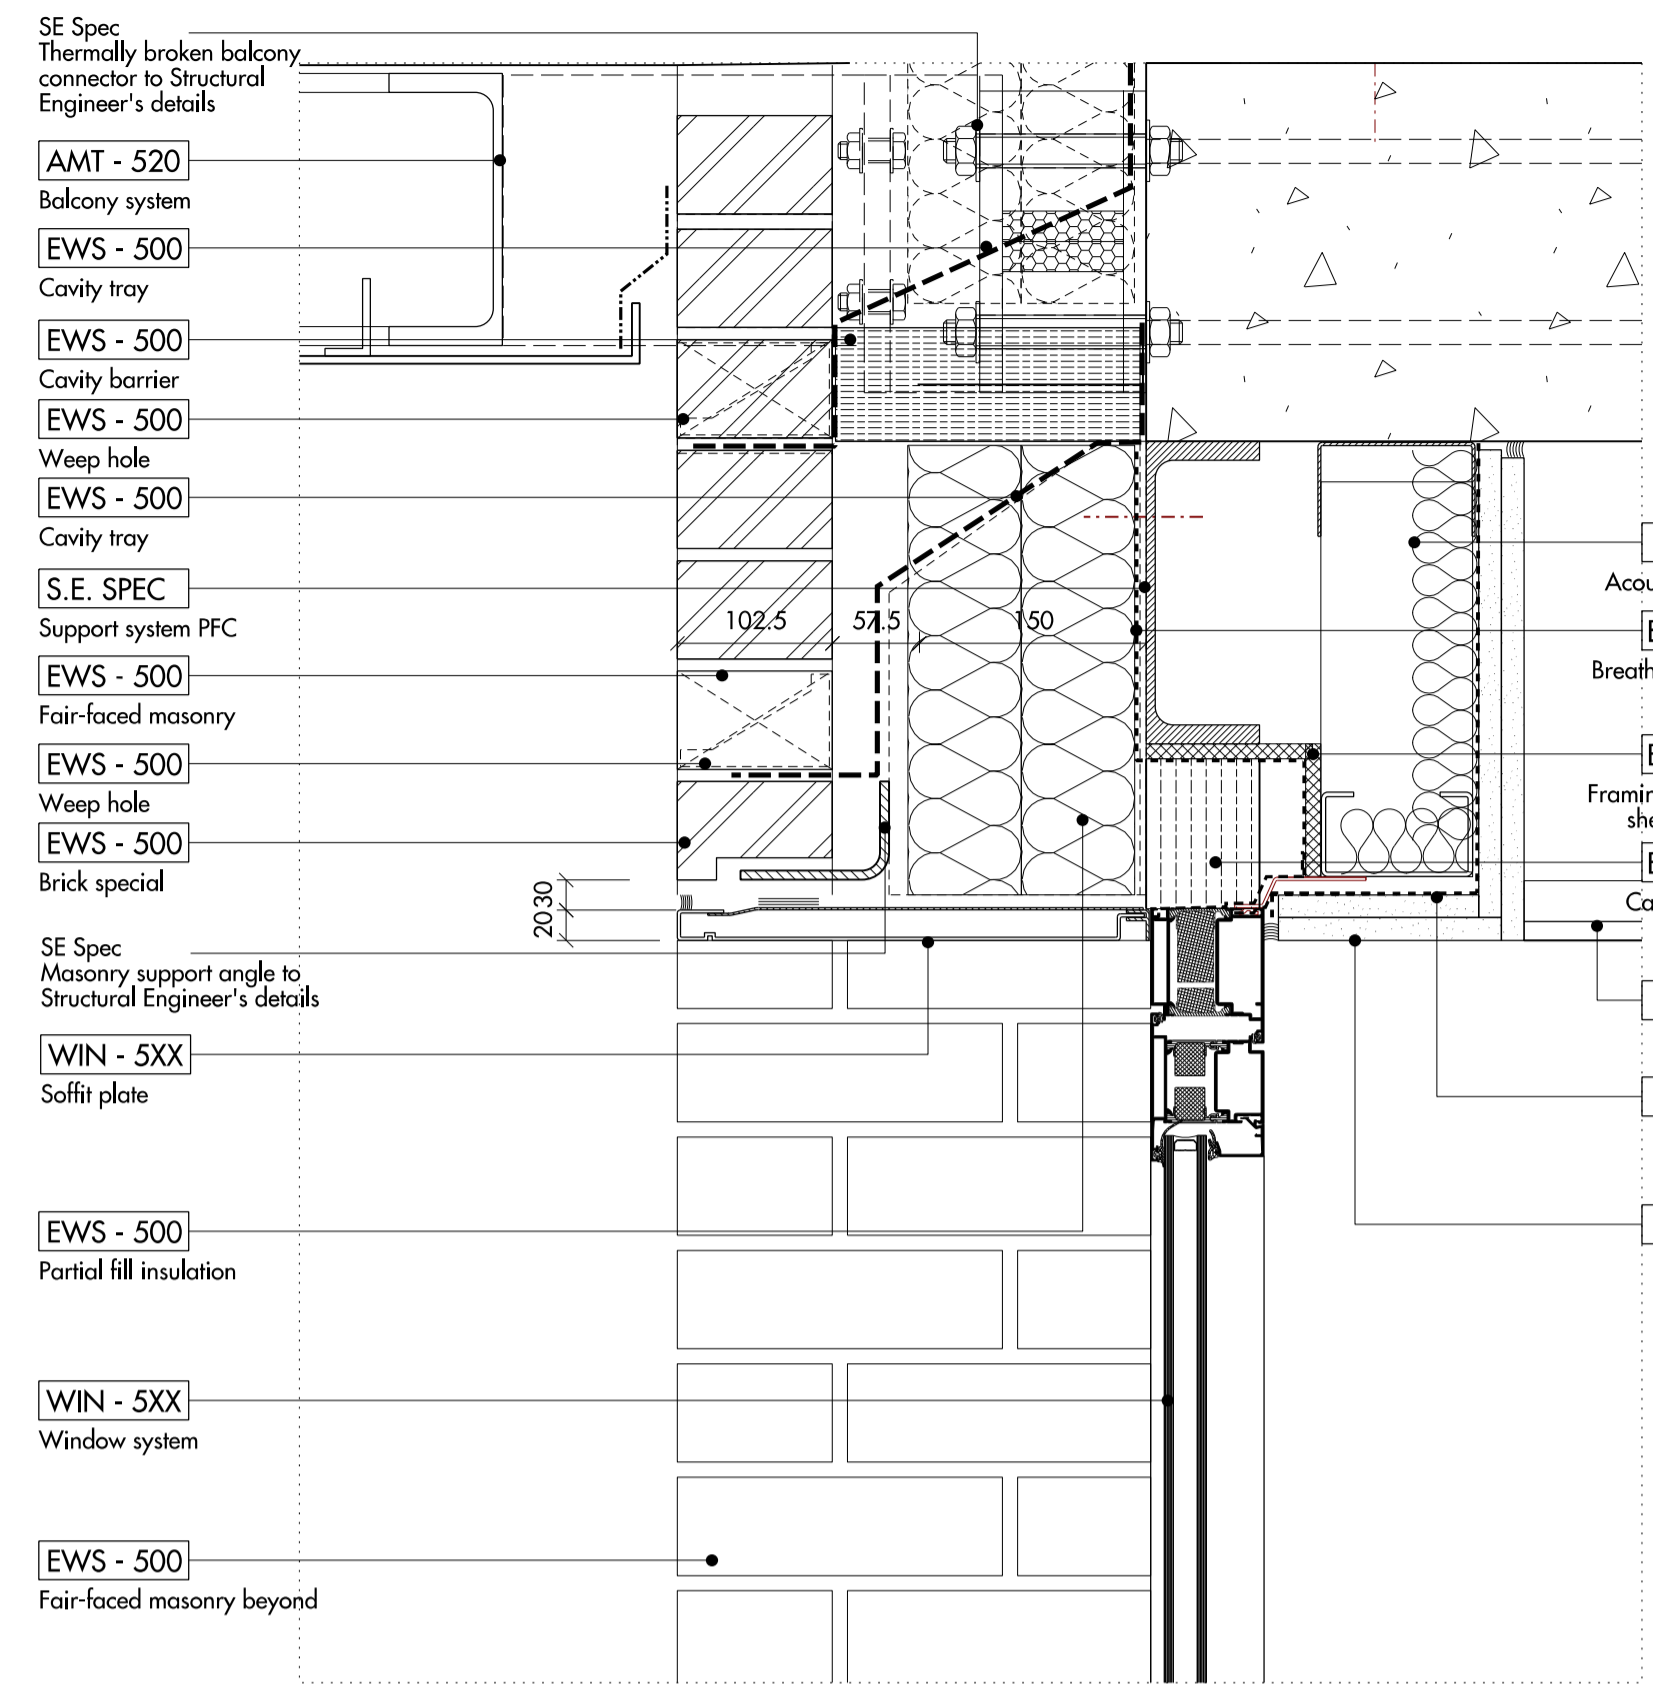 SE Spec
Thermally broken balcony
connector to Structural
Engineer's details
AMT - 520
Balcony system
EWS - 500
Cavity tray
EWS - 500
Cavity barrier
EWS - 500
Weep hole
EWS - 500
Cavity tray
S.E. SPEC
Support system PFC
EWS - 500
Fair-faced masonry
EWS - 500
Weep hole
EWS - 500
Brick special
SE Spec
Masonry support angle to
Structural Engineer's details
WIN - 5XX
Soffit plate
EWS - 500
Partial fill insulation
WIN - 5XX
Window system
EWS - 500
Fair-faced masonry beyond
102.5 57.5 150
30
20